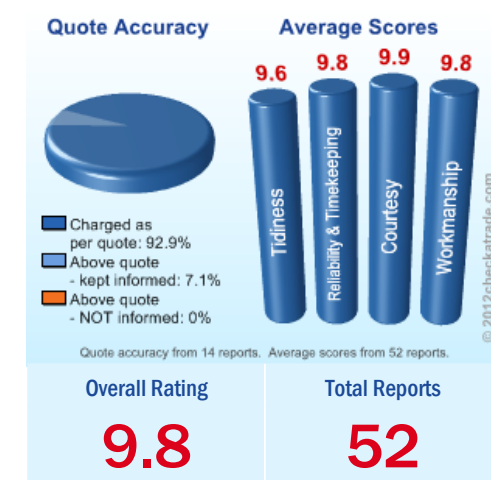 Quote Accuracy
Average Scores
9.6
9.8
9.9
9.8
Tidiness
Reliability & Timekeeping
Courtesy
Workmanship
Charged as
per quote: 92.9%
Above quote
- kept informed: 7.1%
Above quote
- NOT informed: 0%
© 2012checkatrade.com
Quote accuracy from 14 reports. Average scores from 52 reports.
Overall Rating
Total Reports
9.8
52